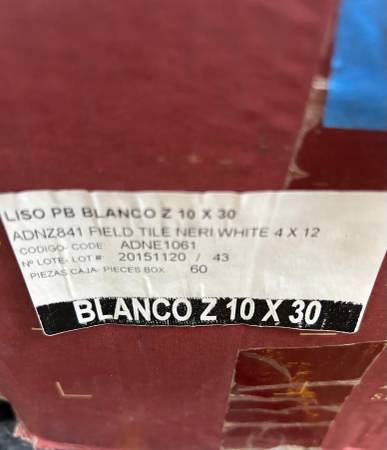 LISO PB BLANCO Z 10 X 30
ADNZ841 FIELD TILE NERI WHITE 4 X 12
CODIGO- CODE ADNE1061
Nº LOTE- LOT # 20151120 / 43
PIEZAS CAJA- PIECES BOX 60
BLANCO Z 10 X 30